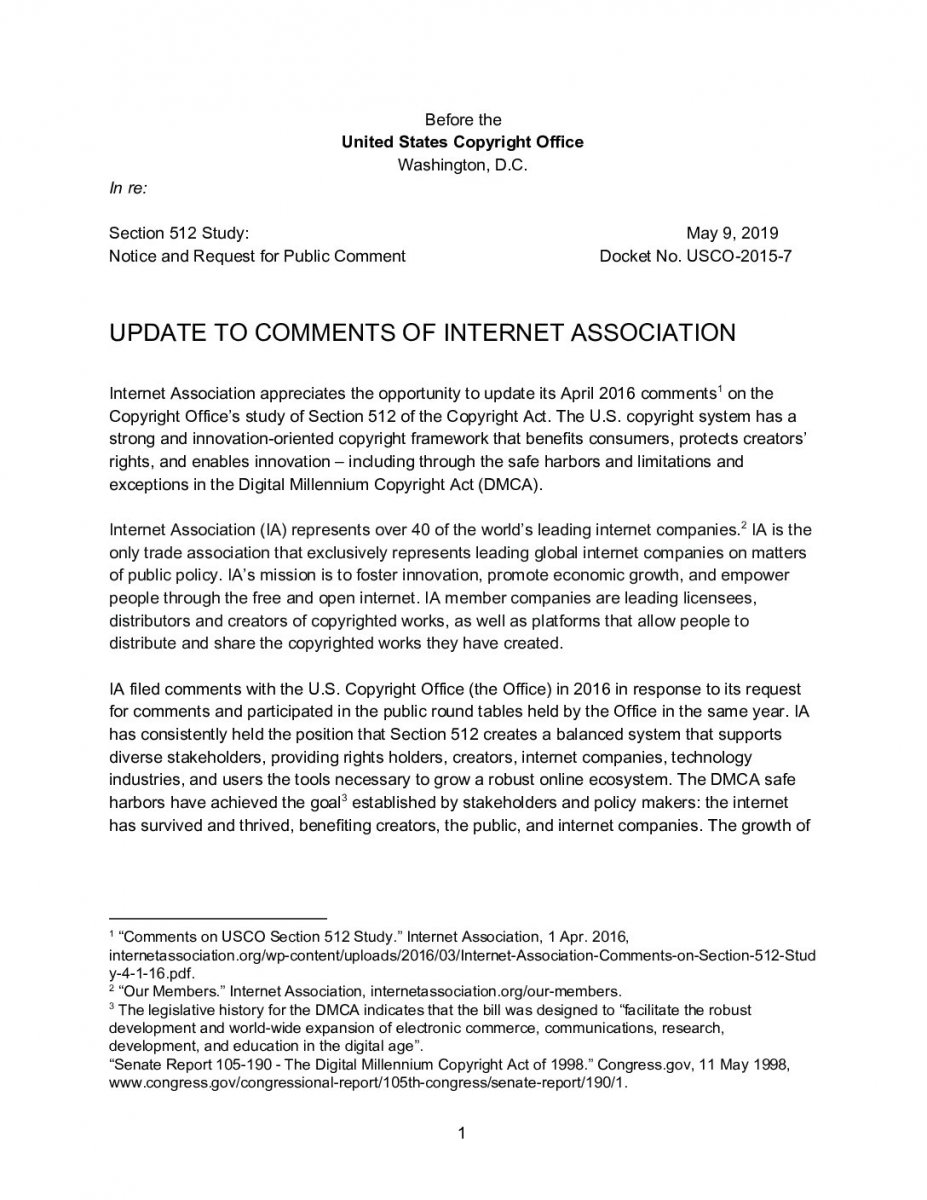 Before the
United States Copyright Office
Washington, D.C.
In re:
Section 512 Study:
May 9, 2019
Notice and Request for Public Comment
Docket No. USCO-2015-7
UPDATE TO COMMENTS OF INTERNET ASSOCIATION
Internet Association appreciates the opportunity to update its April 2016 comments1 on the
Copyright Office’s study of Section 512 of the Copyright Act. The U.S. copyright system has a
strong and innovation-oriented copyright framework that benefits consumers, protects creators’
rights, and enables innovation – including through the safe harbors and limitations and
exceptions in the Digital Millennium Copyright Act (DMCA).
Internet Association (IA) represents over 40 of the world’s leading internet companies.2 IA is the
only trade association that exclusively represents leading global internet companies on matters
of public policy. IA’s mission is to foster innovation, promote economic growth, and empower
people through the free and open internet. IA member companies are leading licensees,
distributors and creators of copyrighted works, as well as platforms that allow people to
distribute and share the copyrighted works they have created.
IA filed comments with the U.S. Copyright Office (the Office) in 2016 in response to its request
for comments and participated in the public round tables held by the Office in the same year. IA
has consistently held the position that Section 512 creates a balanced system that supports
diverse stakeholders, providing rights holders, creators, internet companies, technology
industries, and users the tools necessary to grow a robust online ecosystem. The DMCA safe
harbors have achieved the goal3 established by stakeholders and policy makers: the internet
has survived and thrived, benefiting creators, the public, and internet companies. The growth of
1 “Comments on USCO Section 512 Study.” Internet Association, 1 Apr. 2016,
internetassociation.org/wp-content/uploads/2016/03/Internet-Association-Comments-on-Section-512-Stud
y-4-1-16.pdf.
2 “Our Members.” Internet Association, internetassociation.org/our-members.
3 The legislative history for the DMCA indicates that the bill was designed to “facilitate the robust
development and world-wide expansion of electronic commerce, communications, research,
development, and education in the digital age”.
“Senate Report 105-190 - The Digital Millennium Copyright Act of 1998.” Congress.gov, 11 May 1998,
www.congress.gov/congressional-report/105th-congress/senate-report/190/1.
1